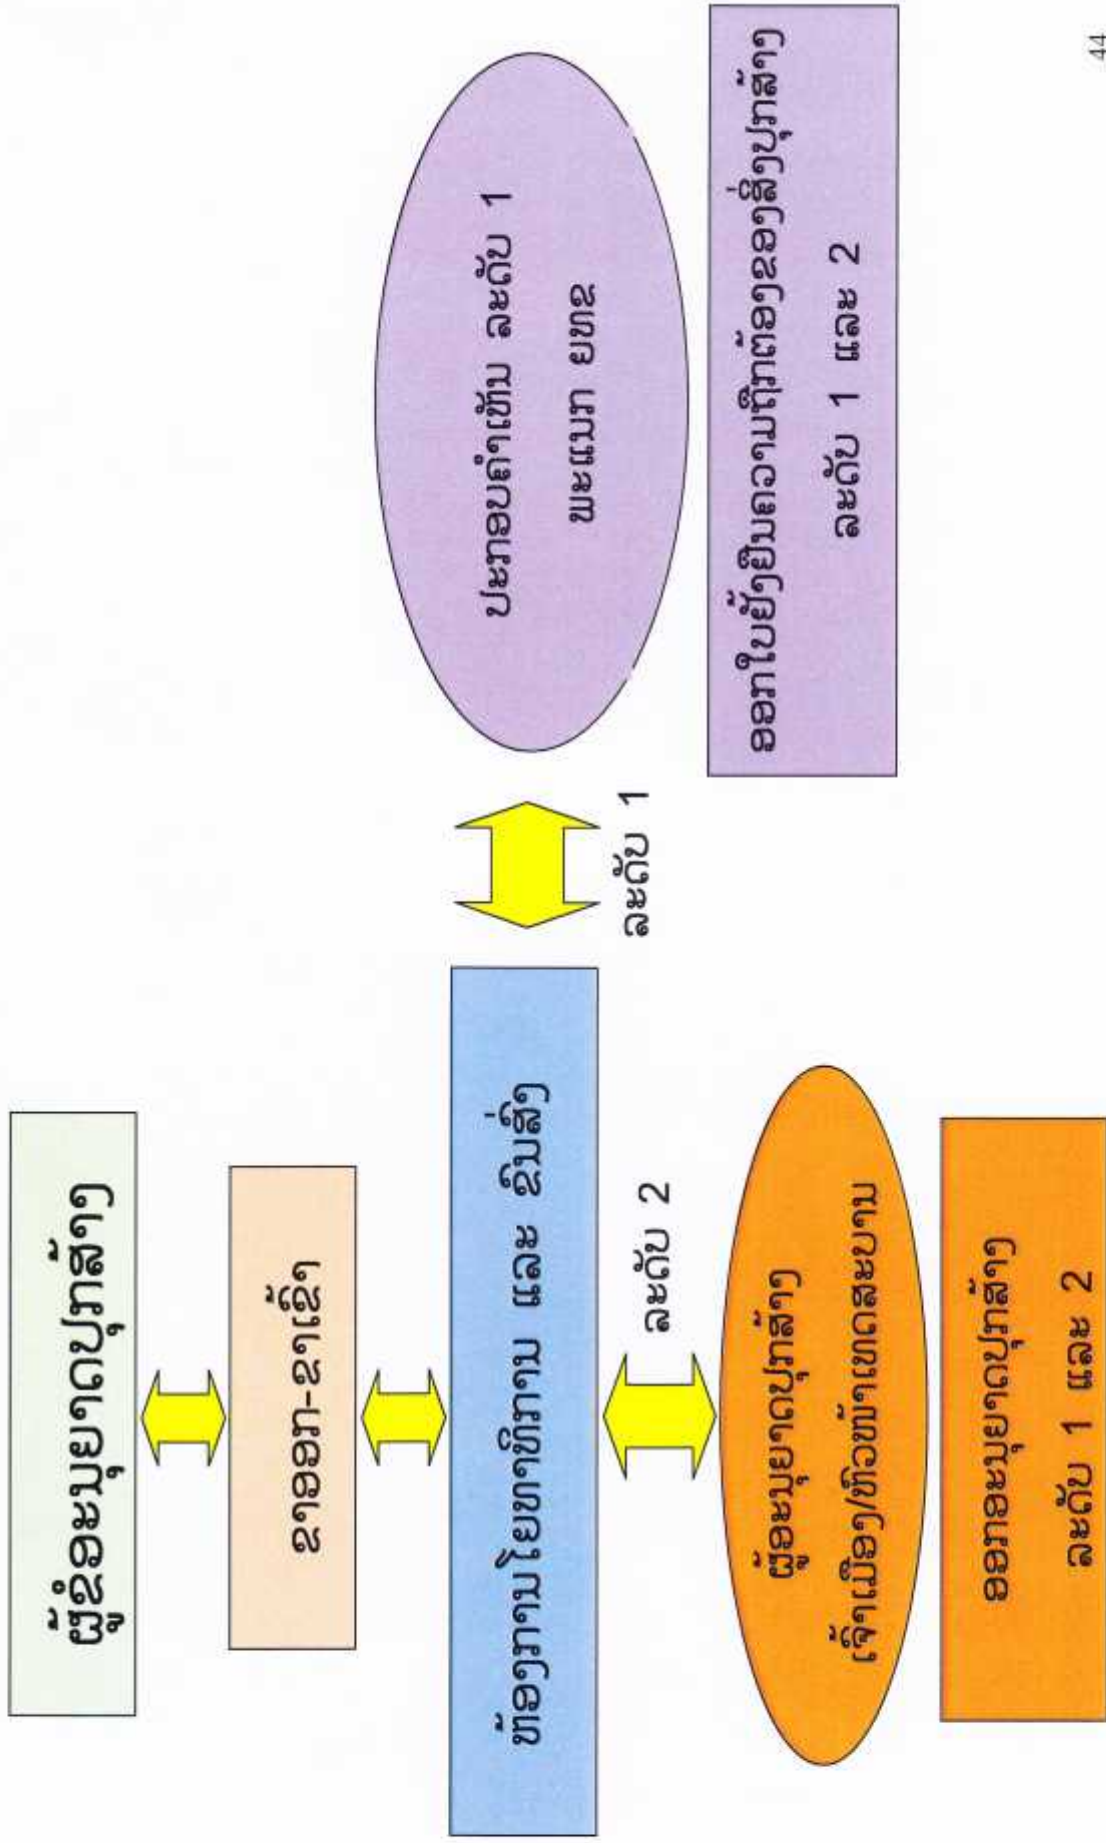 ຜູ້ຂໍອະນຸຍາດປຸກສ້າງ
ຂາອອກ-ຂາເຂົ້າ
ຫ້ອງການໂຍທາທິການ ແລະ ຂົນສົ່ງ
ລະດັບ 1
ປະກອບຄຳເຫັນ ລະດັບ 1
ພະແນກ ຍທຂ
ອອກໃບຢັ້ງຢືນຄວາມຖືກຕ້ອງຂອງສິ່ງປຸກສ້າງ
ລະດັບ 1 ແລະ 2
ລະດັບ 2
ຜູ້ອະນຸຍາດປຸກສ້າງ
ເຈົ້າເມືອງ/ຫົວໜ້າເທດສະບານ
ອອກອະນຸຍາດປຸກສ້າງ
ລະດັບ 1 ແລະ 2
44